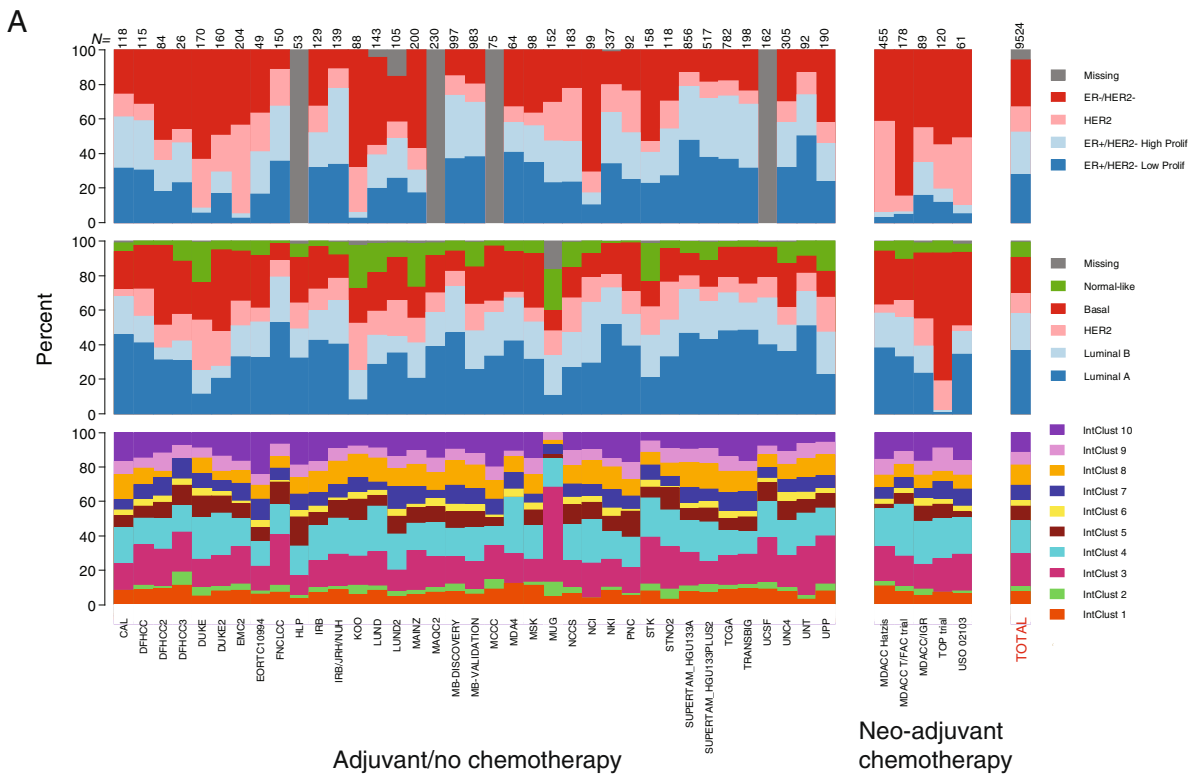 A
N=
118 115 84 26 170 160 204 49 150 53 129 139 88 143 105 200 230 997 983 75 64 98 152 183 99 337 92 158 118 856 517 782 198 162 305 92 190 455 178 89 120 61 9524
100
80
60
40
20
0
Missing
ER-/HER2-
HER2
ER+/HER2- High Prolif
ER+/HER2- Low Prolif
Percent
100
80
60
40
20
0
Missing
Normal-like
Basal
HER2
Luminal B
Luminal A
100
80
60
40
20
0
IntClust 10
IntClust 9
IntClust 8
IntClust 7
IntClust 6
IntClust 5
IntClust 4
IntClust 3
IntClust 2
IntClust 1
CAL
DFHCC
DFHCC2
DFHCC3
DUKE
DUKE2
EMC2
EORTC10994
FNCLCC
HLP
IRB
IRB/JRH/NUH
KOO
LUND
LUND2
MAINZ
MAQC2
MB-DISCOVERY
MB-VALIDATION
MCCC
MDA4
MSK
MUG
NCCS
NCI
NKI
PNC
STK
STNO2
SUPERTAM_HGU133A
SUPERTAM_HGU133PLUS2
TCGA
TRANSBIG
UCSF
UNC4
UNT
UPP
MDACC Hatzis
MDACC T/FAC trial
MDACC/IGR
TOP trial
USO 02103
TOTAL
Adjuvant/no chemotherapy
Neo-adjuvant
chemotherapy